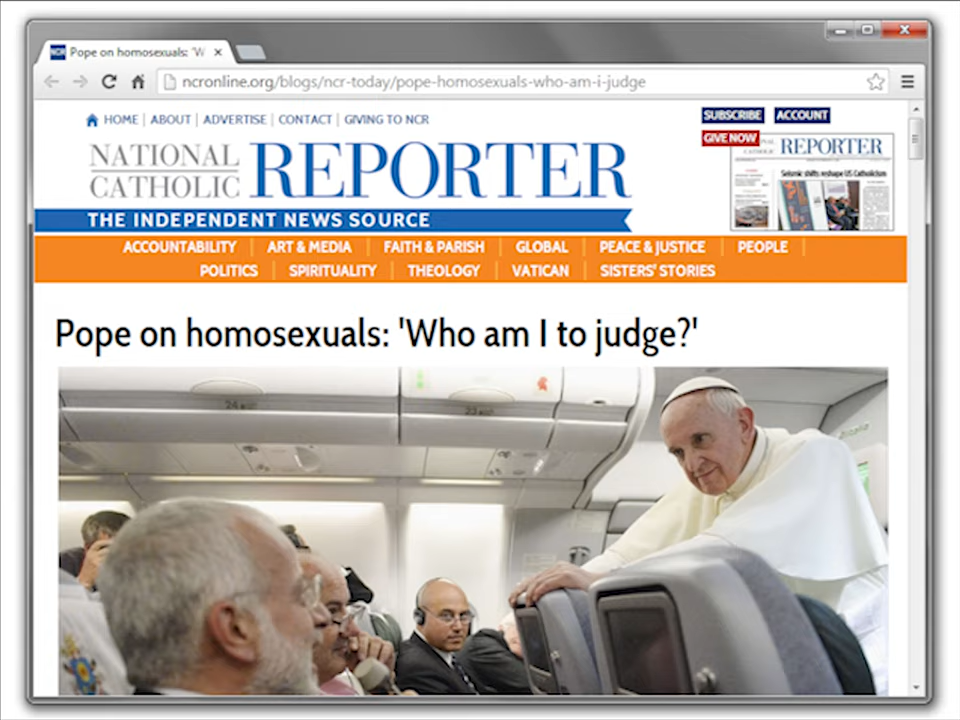 Pope on homosexuals: 'W
ncronline.org/blogs/ncr-today/pope-homosexuals-who-am-i-judge
HOME | ABOUT | ADVERTISE | CONTACT | GIVING TO NCR
SUBSCRIBE ACCOUNT
GIVE NOW
NATIONAL
CATHOLIC
REPORTER
REPORTER
Seismic shifts reshape US Catholicism
THE INDEPENDENT NEWS SOURCE
ACCOUNTABILITY | ART & MEDIA | FAITH & PARISH | GLOBAL | PEACE & JUSTICE | PEOPLE |
POLITICS | SPIRITUALITY | THEOLOGY | VATICAN | SISTERS' STORIES
Pope on homosexuals: 'Who am I to judge?'